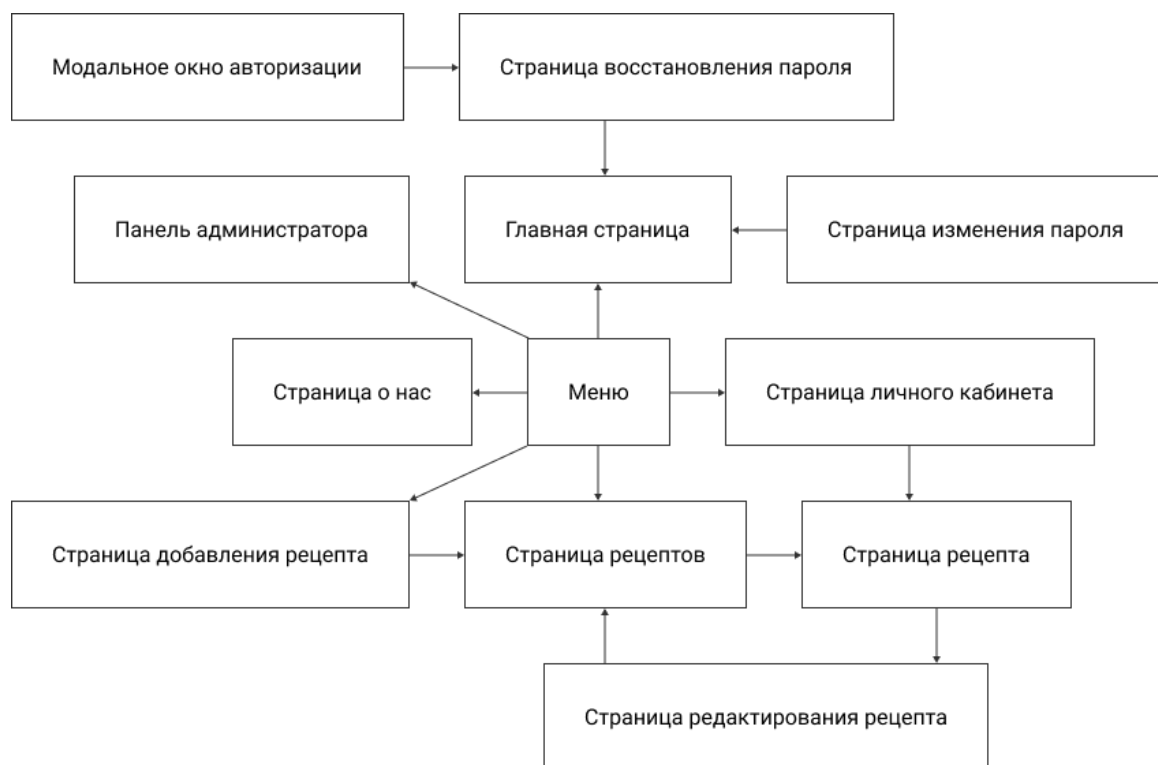 Модальное окно авторизации
Страница восстановления пароля
Панель администратора
Главная страница
Страница изменения пароля
Страница о нас
Меню
Страница личного кабинета
Страница добавления рецепта
Страница рецептов
Страница рецепта
Страница редактирования рецепта